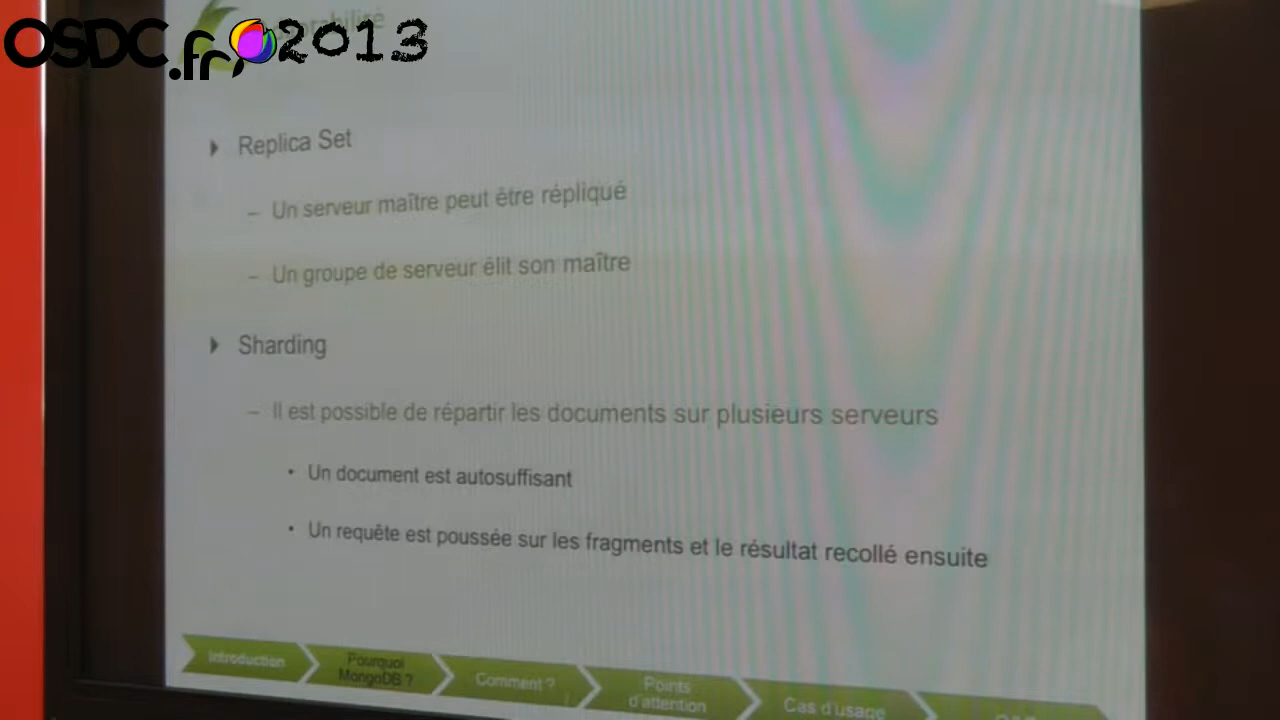 OSDC.fr 2013
Replica Set
– Un serveur maître peut être répliqué
– Un groupe de serveur élit son maître
Sharding
– Il est possible de répartir les documents sur plusieurs serveurs
• Un document est autosuffisant
• Un requête est poussée sur les fragments et le résultat recollé ensuite
Introduction
Pourquoi
MongoDB ?
Comment ?
Points
d'attention
Cas d'usage